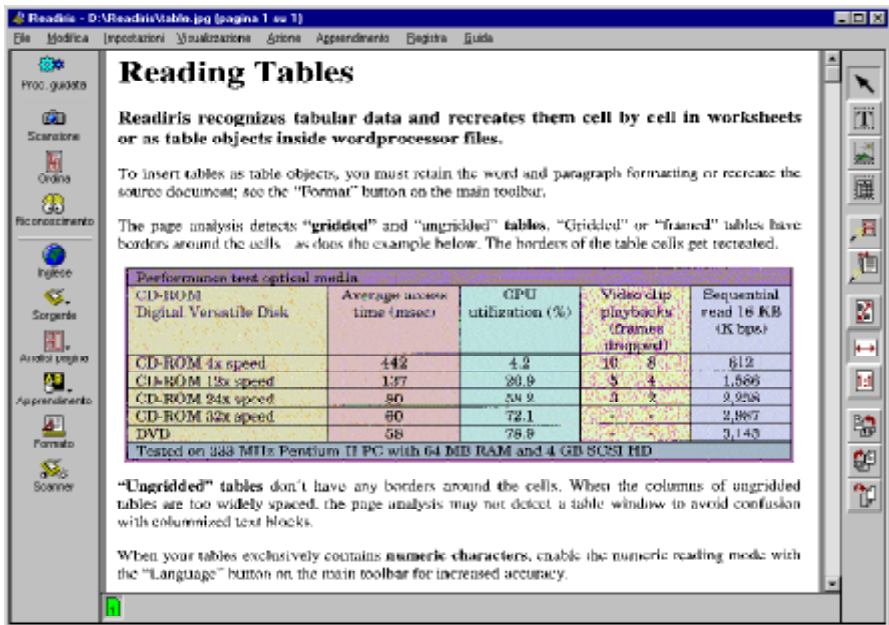 Readiris - D:\Readiris\table.jpg (pagina 1 su 1)
File Modifica Impostazioni Visualizzazione Azione Apprendimento Registra Guida
Proc. guidata
Scansione
Ordina
Riconoscimento
Inglese
Sorgente
Analisi pagina
Apprendimento
Formato
Scanner
Reading Tables
Readiris recognizes tabular data and recreates them cell by cell in worksheets
or as table objects inside wordprocessor files.
To insert tables as table objects, you must retain the word and paragraph formatting or recreate the
source document; see the “Format” button on the main toolbar.
The page analysis detects “gridded” and “ungridded” tables. “Gridded” or “framed” tables have
borders around the cells - as does the example below. The borders of the table cells get recreated.
Performance test optical media
CD-ROM Average access CPU Video clip Sequential
Digital Versatile Disk time (msec) utilization (%) playbacks read 16 KB
(frames (K bps)
dropped)
CD-ROM 4x speed 442 4.2 10 8 612
CD-ROM 12x speed 137 20.9 5 4 1,586
CD-ROM 24x speed 3 2
CD-ROM 32x speed 60 72.1 - - 2,987
DVD 58 78.9 - - 3,143
Tested on 333 MHz Pentium II PC with 64 MB RAM and 4 GB SCSI HD
“Ungridded” tables don’t have any borders around the cells. When the columns of ungridded
tables are too widely spaced, the page analysis may not detect a table window to avoid confusion
with columnized text blocks.
When your tables exclusively contains numeric characters, enable the numeric reading mode with
the “Language” button on the main toolbar for increased accuracy.
1